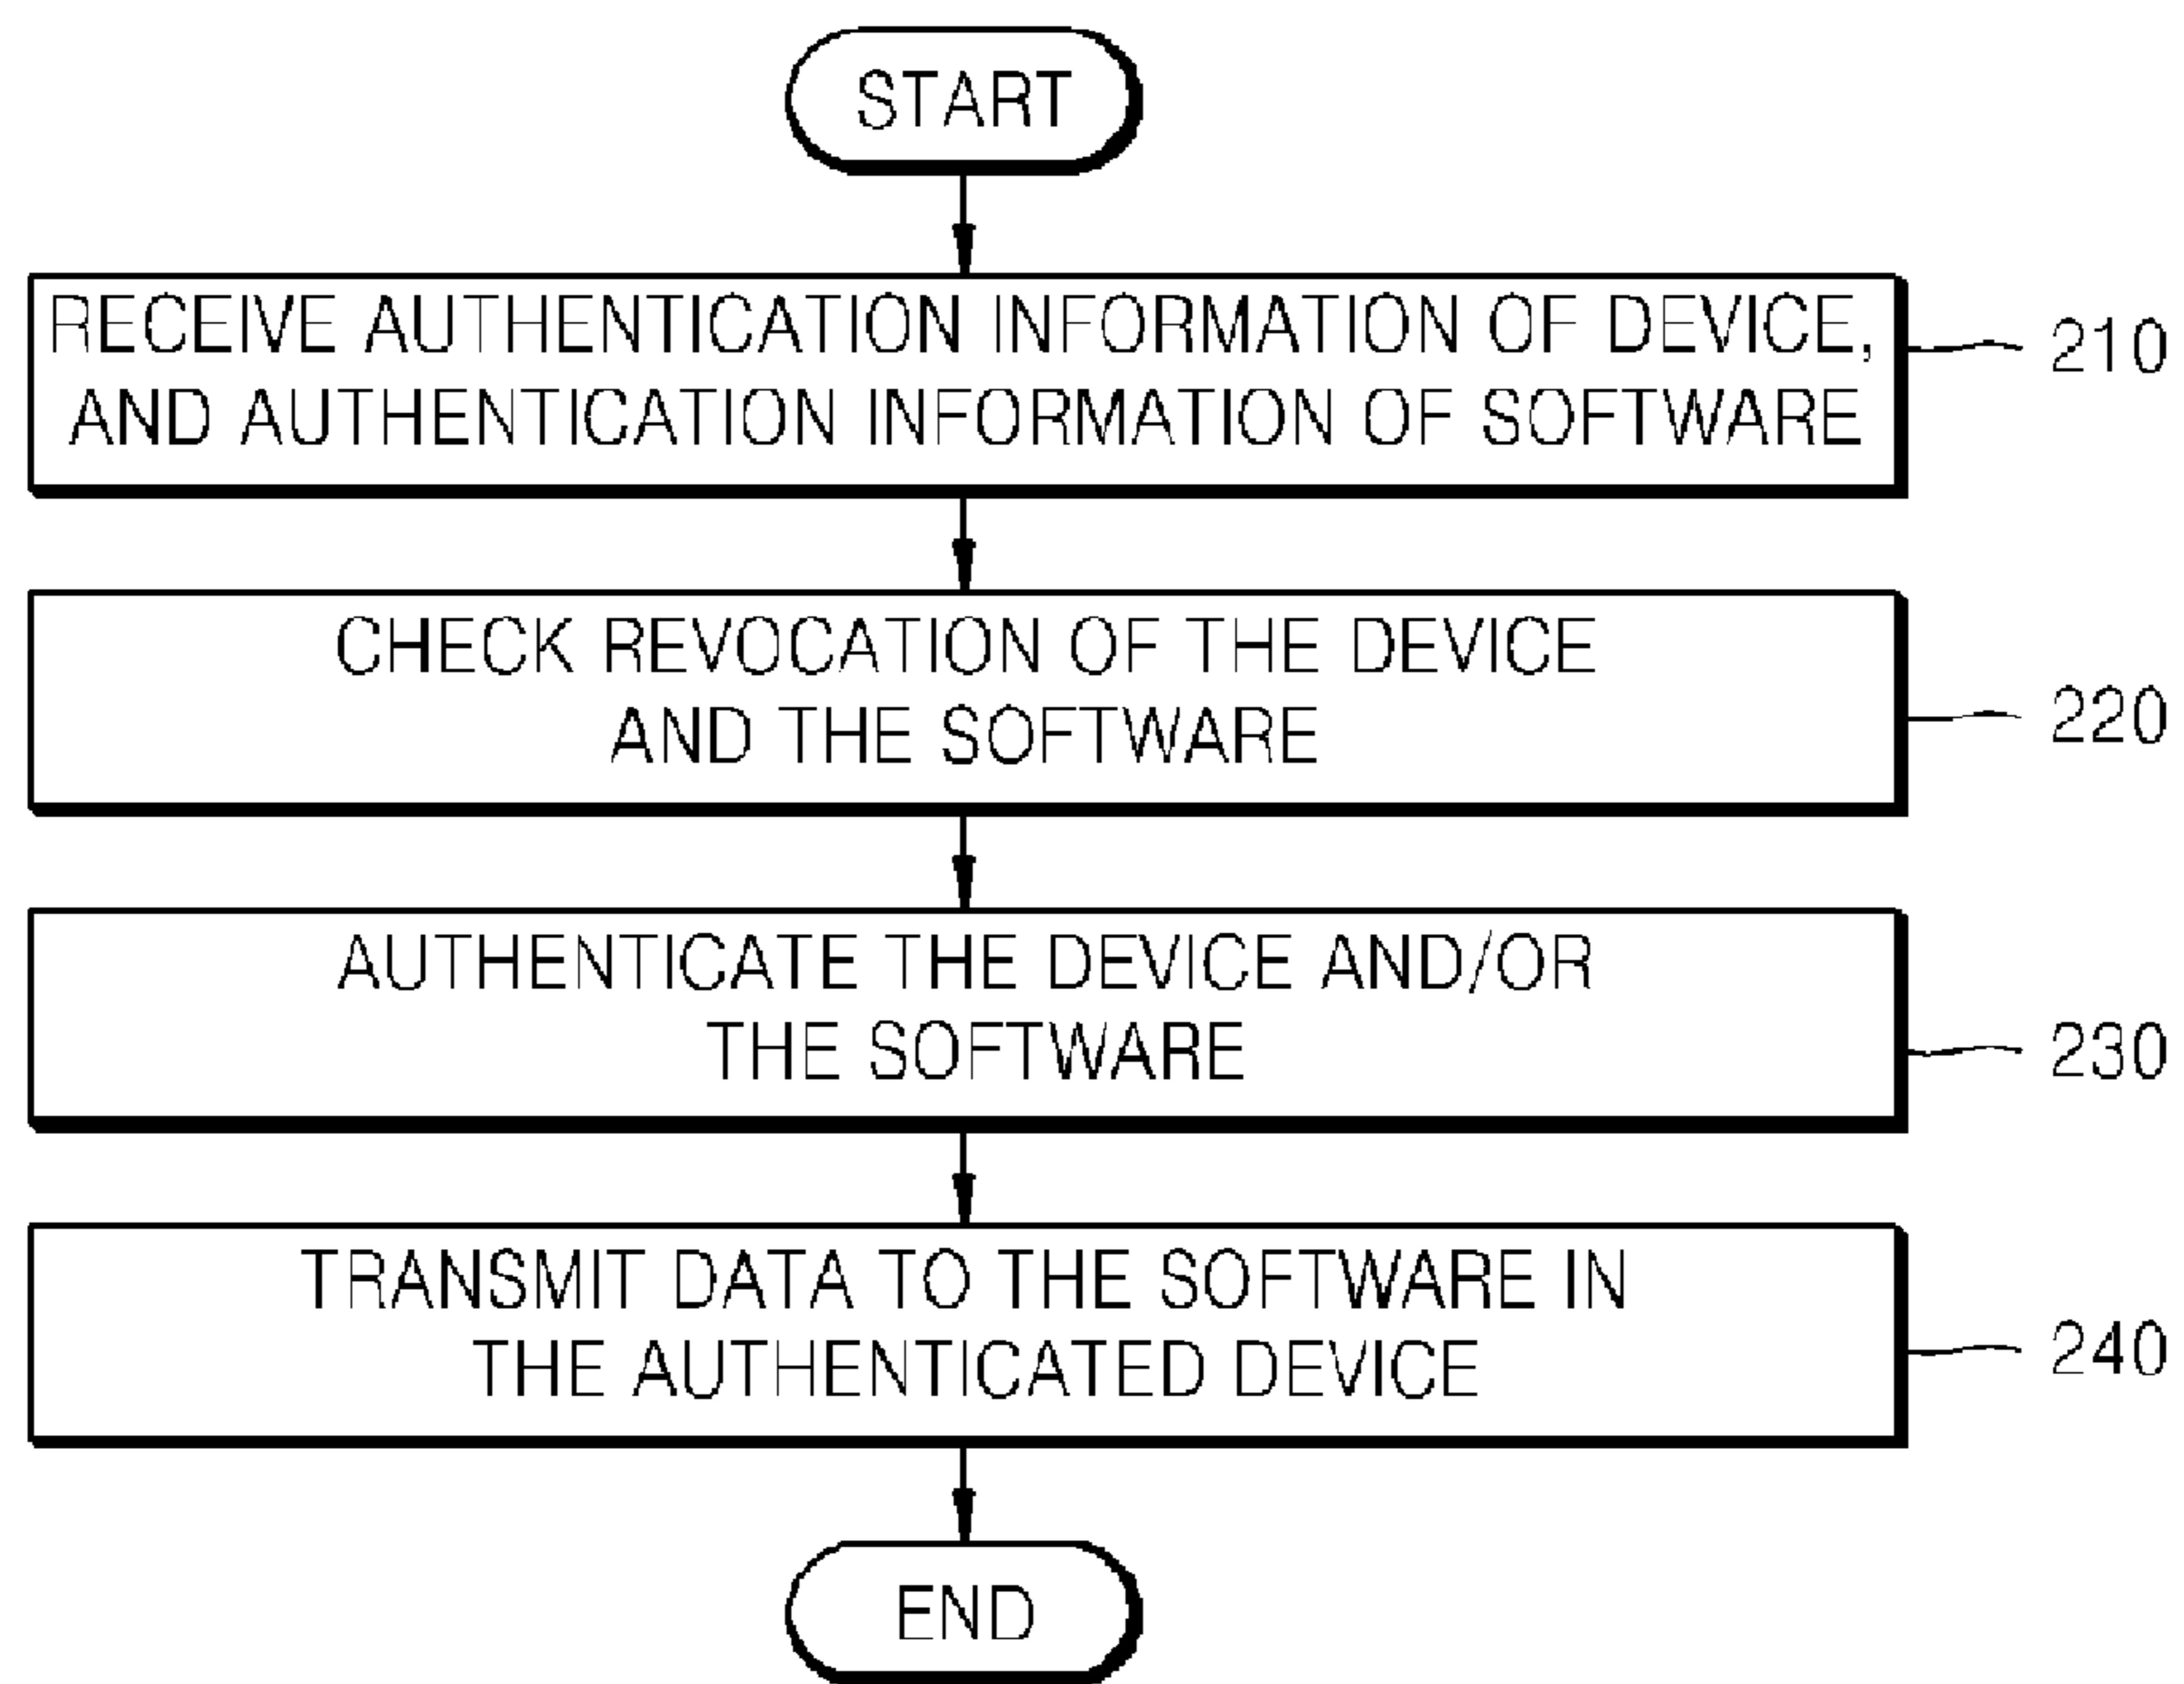 START
RECEIVE AUTHENTICATION INFORMATION OF DEVICE,
AND AUTHENTICATION INFORMATION OF SOFTWARE
210
CHECK REVOCATION OF THE DEVICE
AND THE SOFTWARE
220
AUTHENTICATE THE DEVICE AND/OR
THE SOFTWARE
230
TRANSMIT DATA TO THE SOFTWARE IN
THE AUTHENTICATED DEVICE
240
END